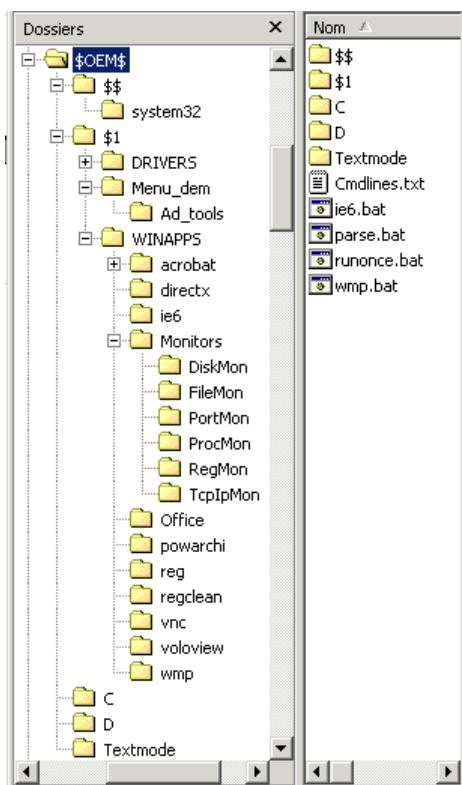 Dossiers
$OEM$
$$
system32
$1
DRIVERS
Menu_dem
Ad_tools
WINAPPS
acrobat
directx
ie6
Monitors
DiskMon
FileMon
PortMon
ProcMon
RegMon
TcpIpMon
Office
powarchi
reg
regclean
vnc
voloview
wmp
C
D
Textmode
Nom
$$
$1
C
D
Textmode
Cmdlines.txt
ie6.bat
parse.bat
runonce.bat
wmp.bat